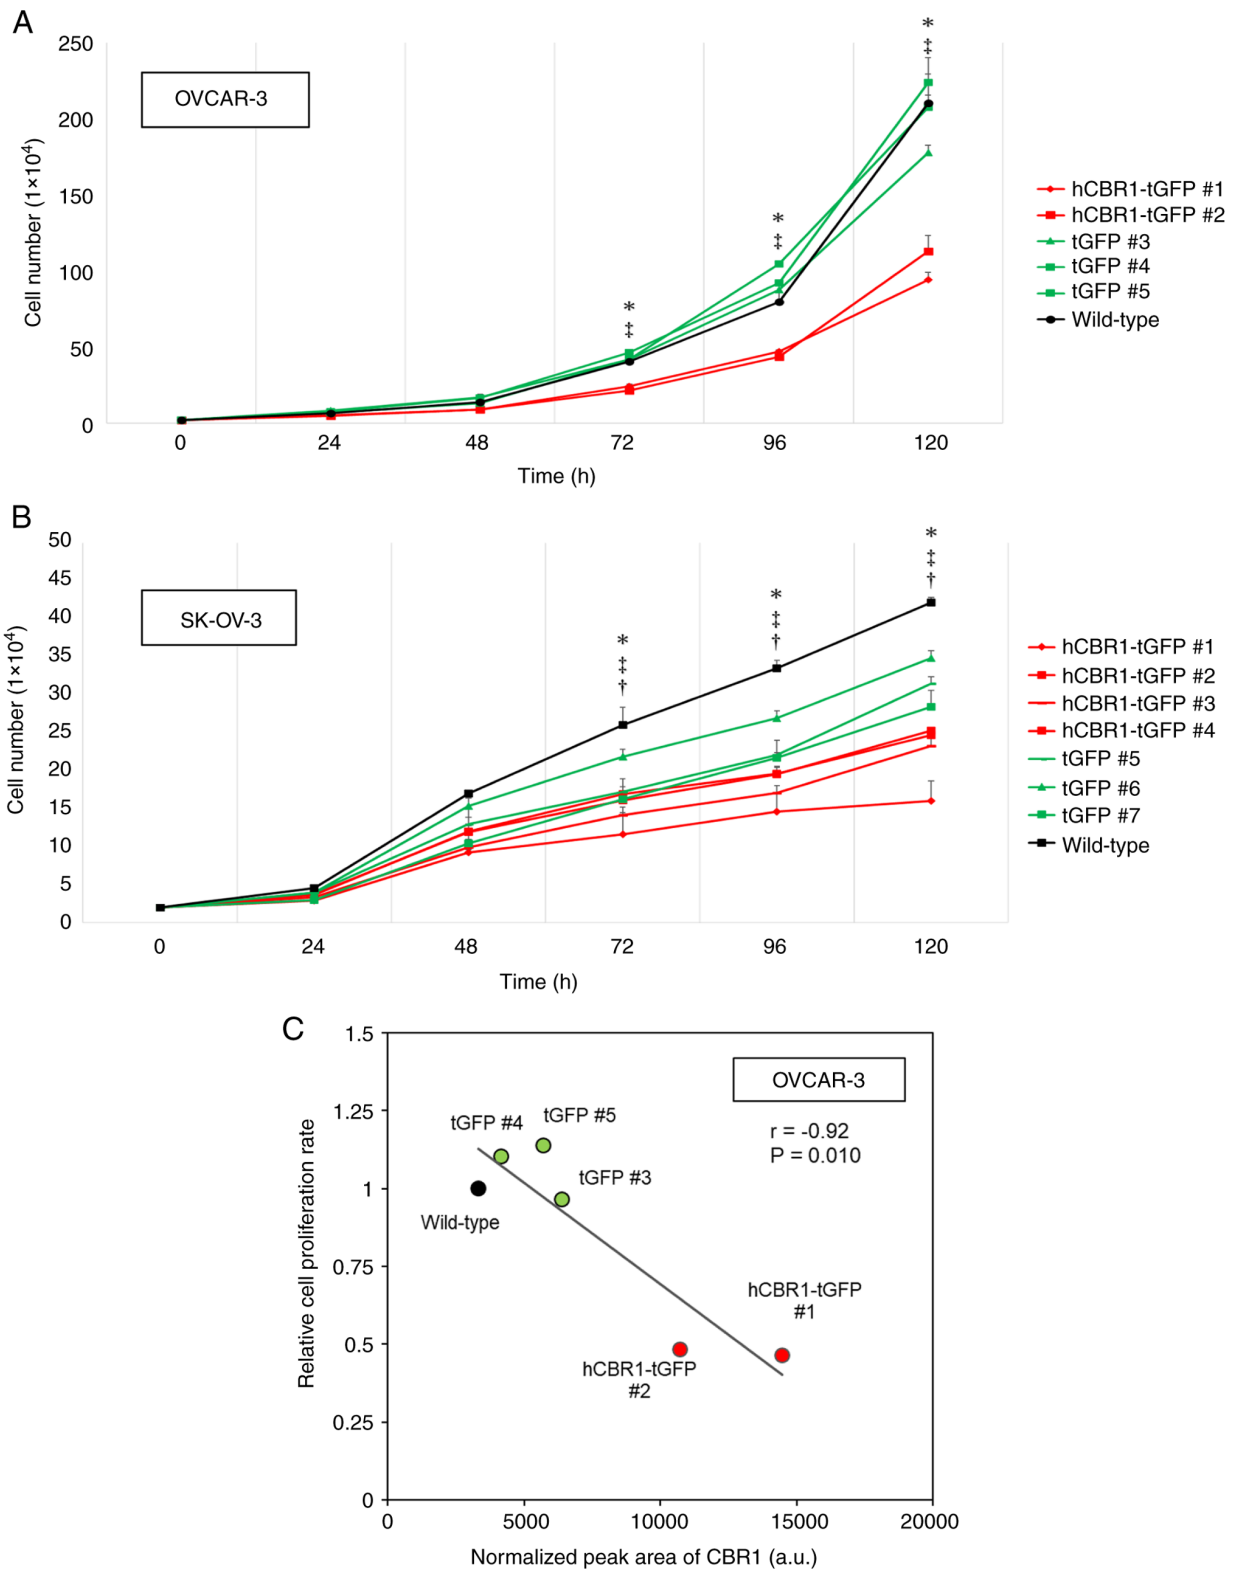 A
250
200
150
100
50
0
Cell number (1×10⁴)
OVCAR-3
*
‡
*
‡
*
‡
0 24 48 72 96 120
Time (h)
hCBR1-tGFP #1
hCBR1-tGFP #2
tGFP #3
tGFP #4
tGFP #5
Wild-type
B
50
45
40
35
30
25
20
15
10
5
0
Cell number (1×10⁴)
SK-OV-3
*
‡
†
*
‡
†
*
‡
†
0 24 48 72 96 120
Time (h)
hCBR1-tGFP #1
hCBR1-tGFP #2
hCBR1-tGFP #3
hCBR1-tGFP #4
tGFP #5
tGFP #6
tGFP #7
Wild-type
C
1.5
1.25
1
0.75
0.5
0.25
0
Relative cell proliferation rate
OVCAR-3
r = -0.92
P = 0.010
tGFP #4
tGFP #5
tGFP #3
Wild-type
hCBR1-tGFP
#1
hCBR1-tGFP
#2
0 5000 10000 15000 20000
Normalized peak area of CBR1 (a.u.)